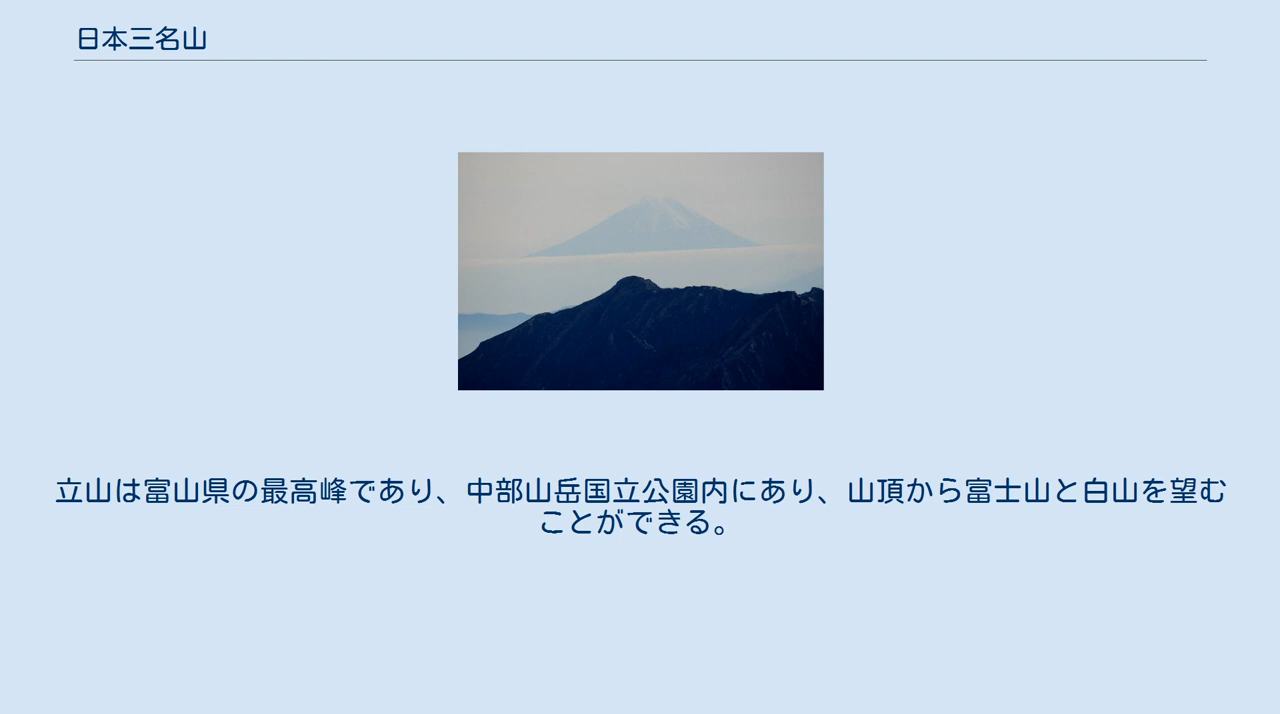 日本三名山
立山は富山県の最高峰であり、中部山岳国立公園内にあり、山頂から富士山と白山を望む
ことができる。